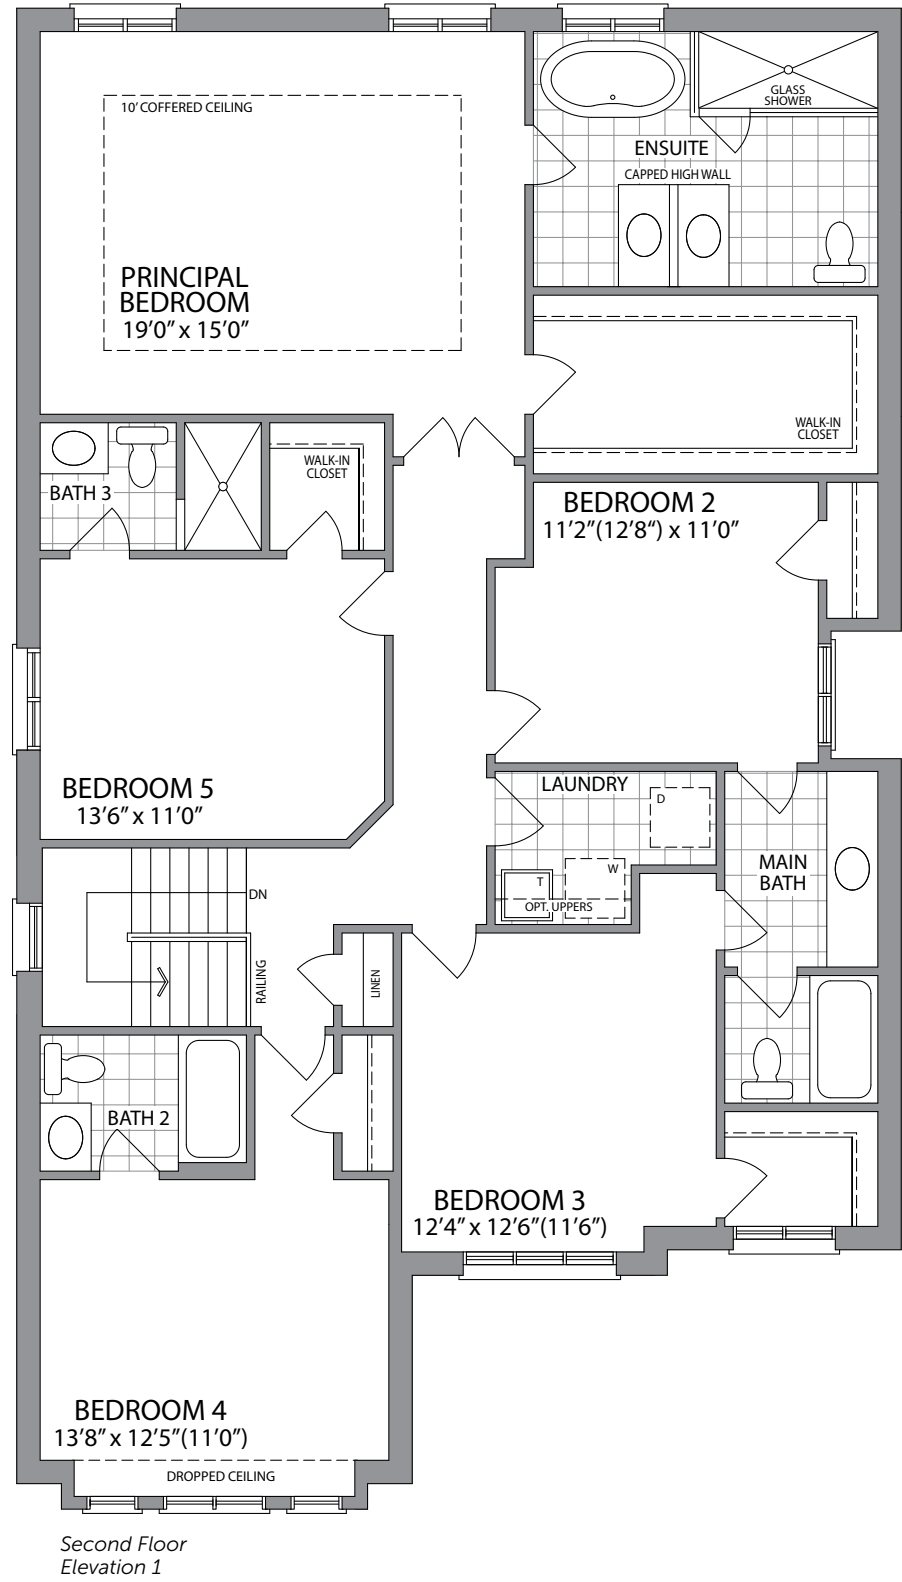 10' COFFERED CEILING
GLASS
SHOWER
ENSUITE
CAPPED HIGH WALL
PRINCIPAL
BEDROOM
19'0" x 15'0"
WALK-IN
CLOSET
WALK-IN
CLOSET
BATH 3
BEDROOM 2
11'2"(12'8“) x 11'0"
BEDROOM 5
13'6" x 11'0"
LAUNDRY
D
W
T
OPT. UPPERS
MAIN
BATH
DN
RAILING
LINEN
BATH 2
BEDROOM 3
12'4" x 12'6"(11'6")
BEDROOM 4
13'8" x 12'5"(11'0")
DROPPED CEILING
Second Floor
Elevation 1